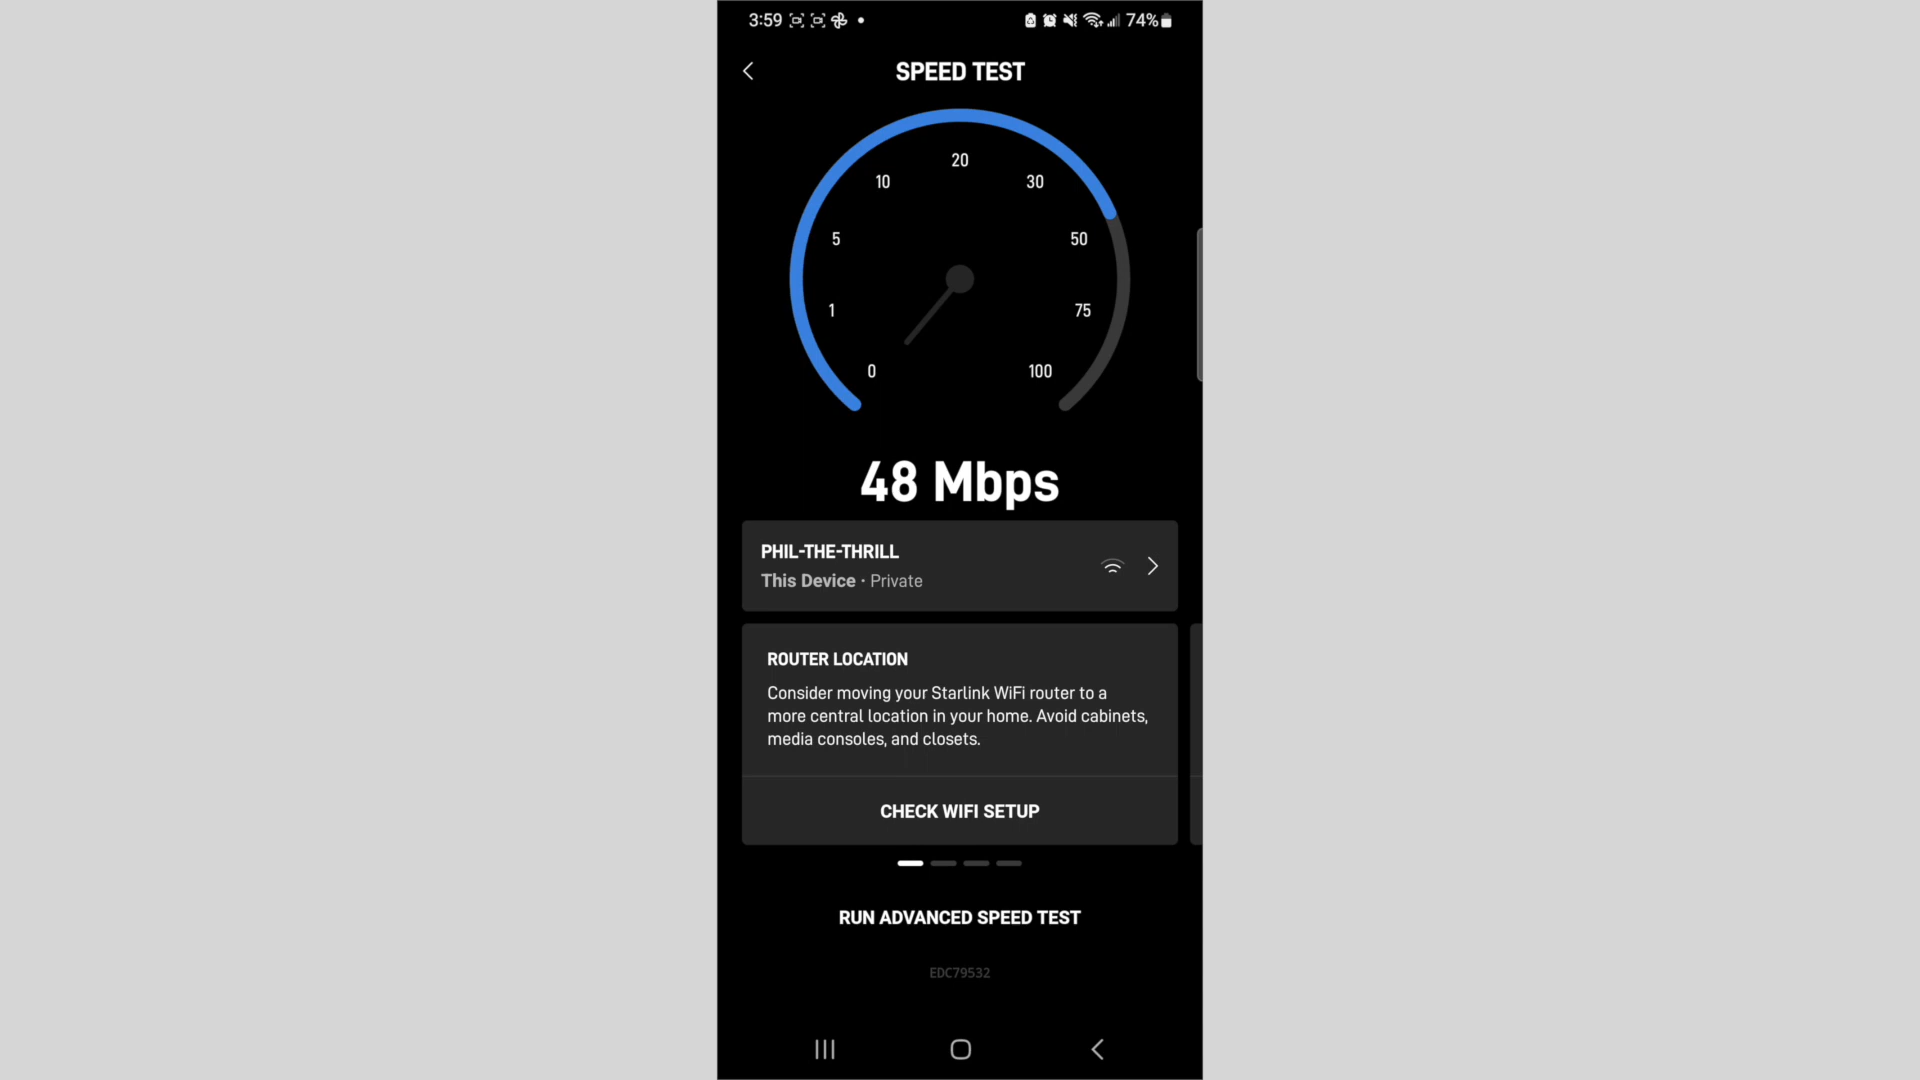 3:59
74%
SPEED TEST
20
10
30
5
50
1
75
0
100
48 Mbps
PHIL-THE-THRILL
This Device · Private
ROUTER LOCATION
Consider moving your Starlink WiFi router to a
more central location in your home. Avoid cabinets,
media consoles, and closets.
CHECK WIFI SETUP
RUN ADVANCED SPEED TEST
EDC79532